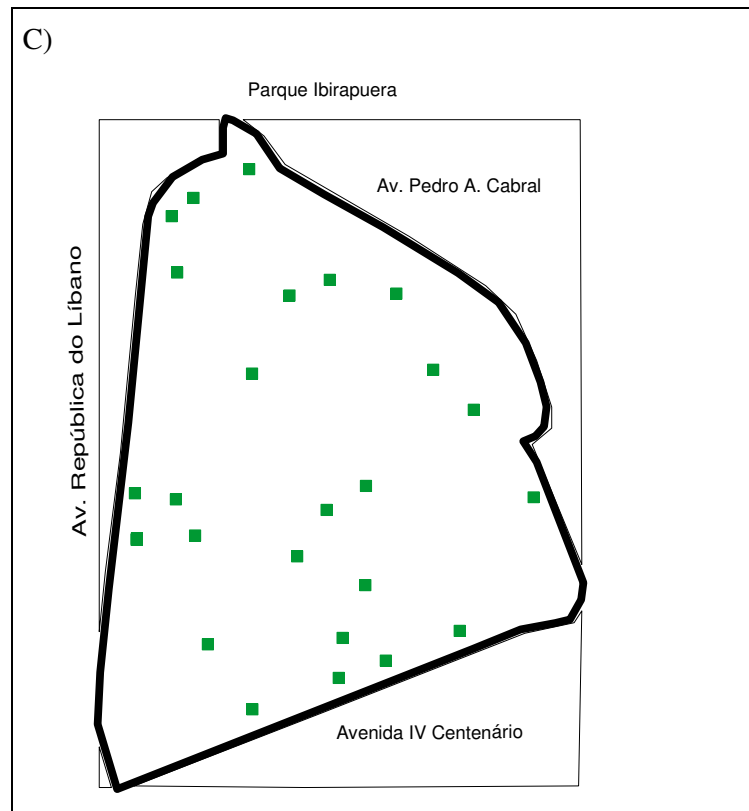 C)
Parque Ibirapuera
Av. Pedro A. Cabral
Av. República do Líbano
Avenida IV Centenário